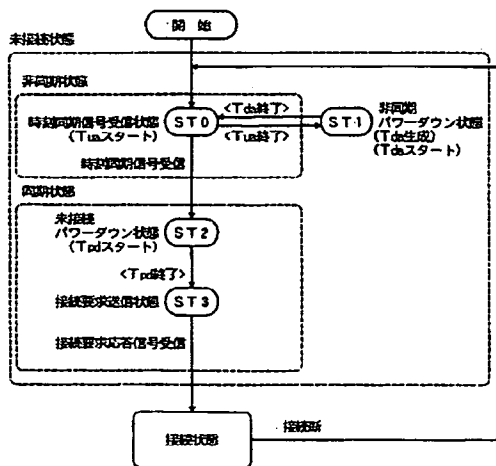 開始
未接続状態
非同期状態
時刻同期信号受信状態
(Tuaスタート)
ST0
<Tda終了>
<Tua終了>
ST1
非同期
パワーダウン状態
(Tda生成)
(Tdaスタート)
時刻同期信号受信
同期状態
未接続
パワーダウン状態
(Tpdスタート)
ST2
<Tpd終了>
接続要求送信状態
ST3
接続要求応答信号受信
接続状態
接続断